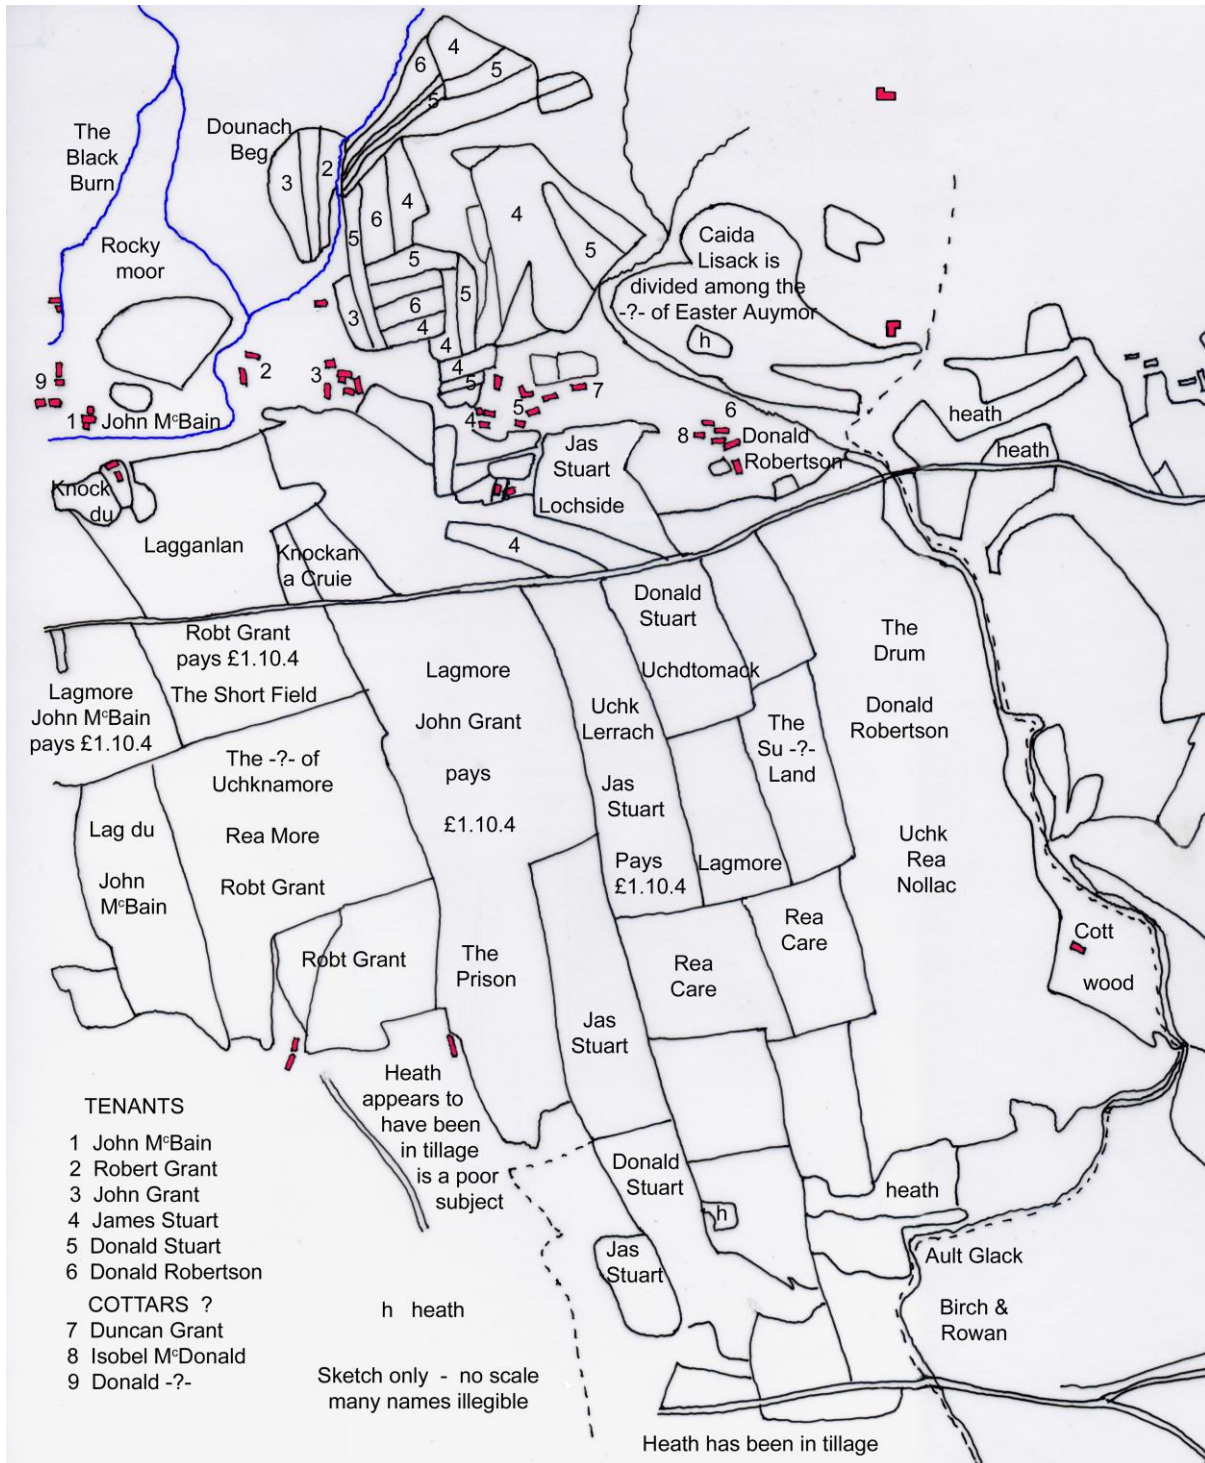 4
6
5
5
The
Black
Burn
Dounach
Beg
3
2
4
6
5
4
5
Rocky
moor
Caida
Lisack is
divided among the
-?- of Easter Auymor
h
5
5
6
3
4
4
4
5
9
2
3
7
1
John McBain
4
5
6
8
Donald
Robertson
heath
heath
Jas
Stuart
Lochside
Knock
du
Lagganlan
Knockan
a Cruie
4
Robt Grant
pays £1.10.4
The Short Field
Lagmore
John McBain
pays £1.10.4
Lagmore
John Grant
pays
£1.10.4
Donald
Stuart
Uchdtomack
Uchk
Lerrach
Jas
Stuart
Pays
£1.10.4
The
Su -?-
Land
Lagmore
The
Drum
Donald
Robertson
Uchk
Rea
Nollac
The -?- of
Uchknamore
Rea More
Robt Grant
Lag du
John
McBain
Robt Grant
The
Prison
Rea
Care
Rea
Care
Cott
wood
Jas
Stuart
Heath
appears to
have been
in tillage
is a poor
subject
Donald
Stuart
h
heath
Jas
Stuart
Ault Glack
Birch &
Rowan
TENANTS
1 John McBain
2 Robert Grant
3 John Grant
4 James Stuart
5 Donald Stuart
6 Donald Robertson
COTTARS ?
7 Duncan Grant
8 Isobel McDonald
9 Donald -?-
h heath
Sketch only - no scale
many names illegible
Heath has been in tillage